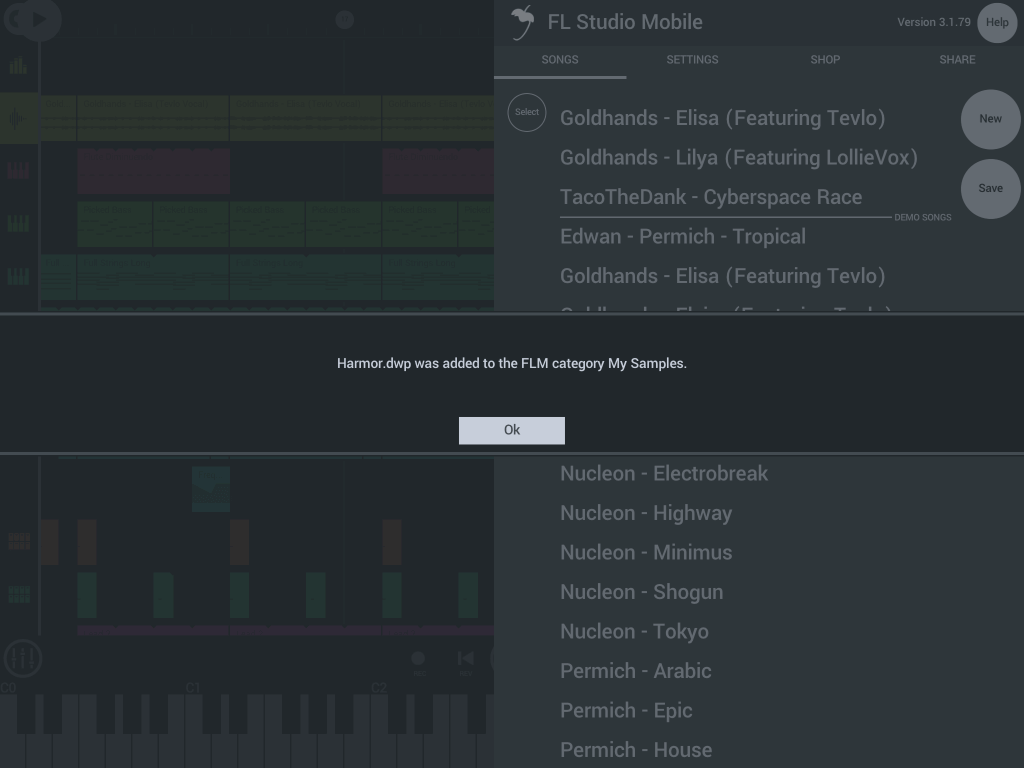 FL Studio Mobile
Version 3.1.79
Help
SONGS
SETTINGS
SHOP
SHARE
Select
Goldhands - Elisa (Featuring Tevlo)
New
Goldhands - Lilya (Featuring LollieVox)
TacoTheDank - Cyberspace Race
Save
DEMO SONGS
Edwan - Permich - Tropical
Goldhands - Elisa (Featuring Tevlo)
Harmor.dwp was added to the FLM category My Samples.
Ok
Nucleon - Electrobreak
Nucleon - Highway
Nucleon - Minimus
Nucleon - Shogun
Nucleon - Tokyo
Permich - Arabic
Permich - Epic
Permich - House
C0
C1
C2